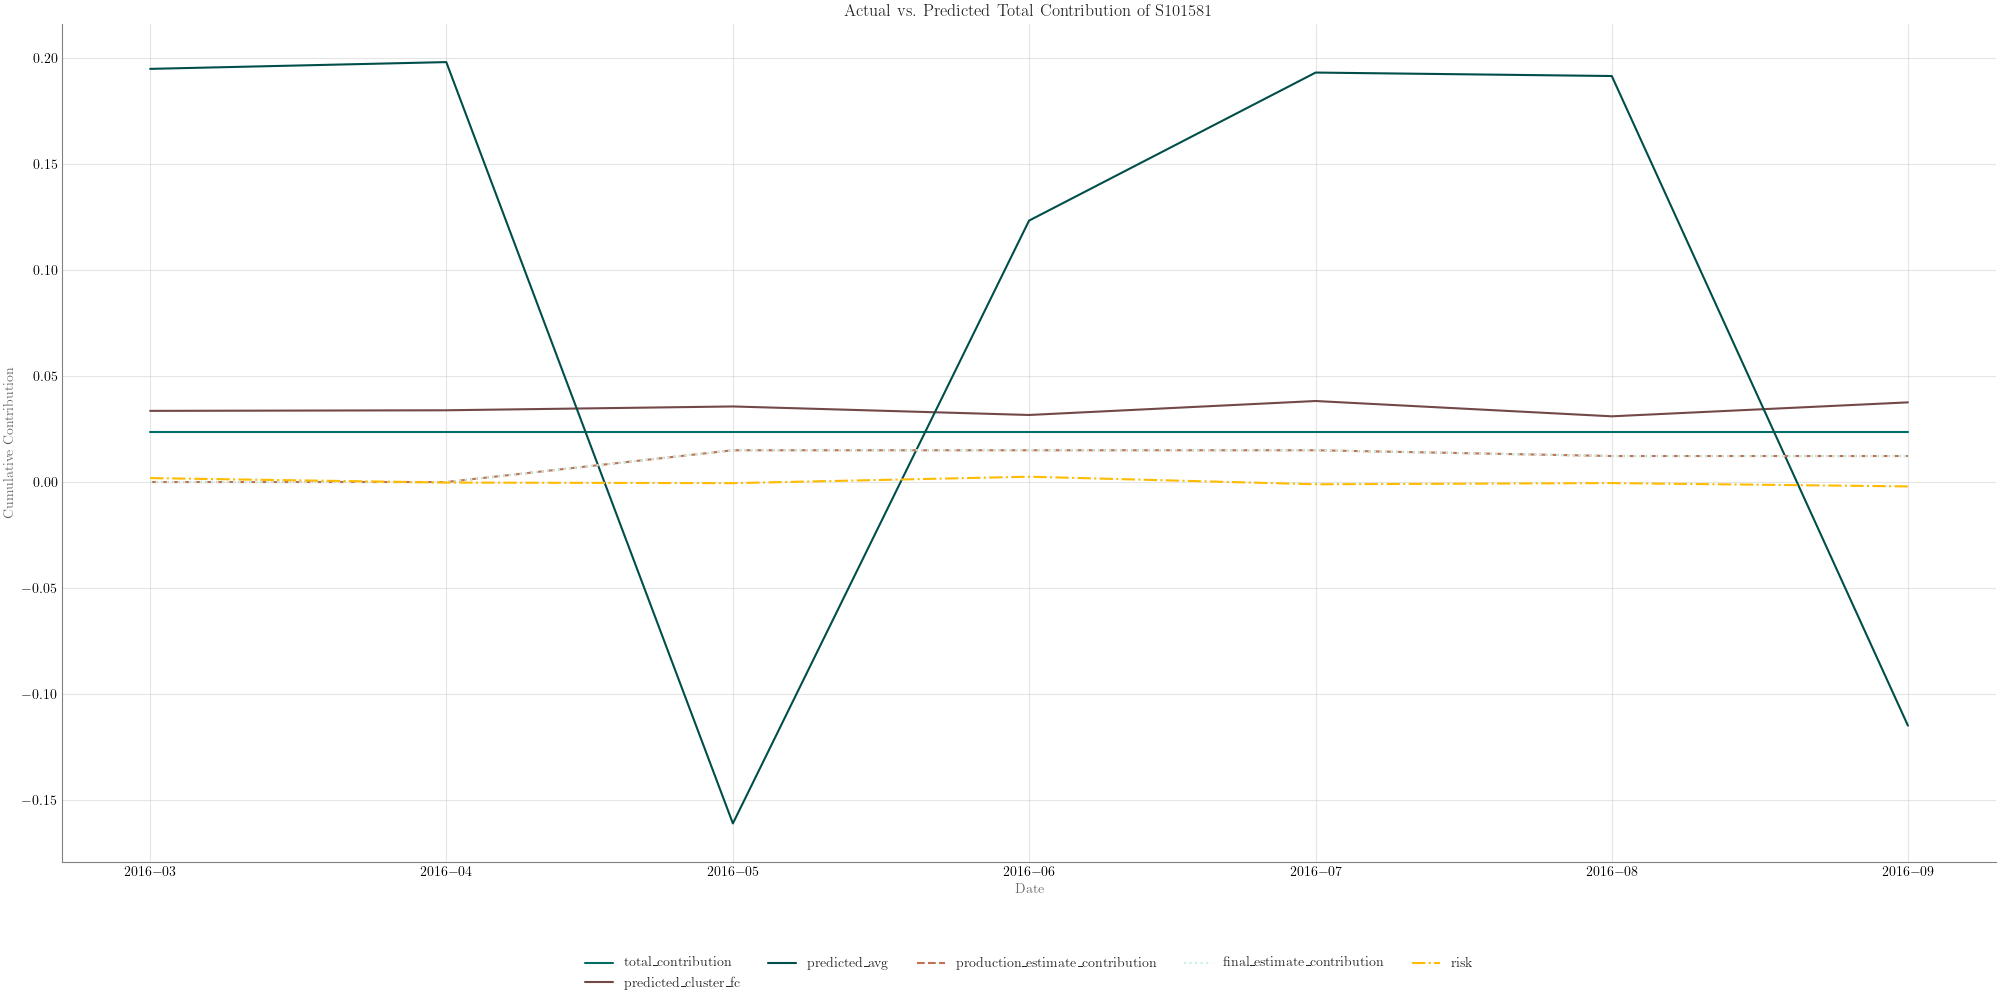 Actual vs. Predicted Total Contribution of S101581
Cumulative Contribution
0.20
0.15
0.10
0.05
0.00
−0.05
−0.10
−0.15
2016−03 2016−04 2016−05 2016−06 2016−07 2016−08 2016−09
Date
total_contribution predicted_avg production_estimate_contribution final_estimate_contribution risk
predicted_cluster_fc